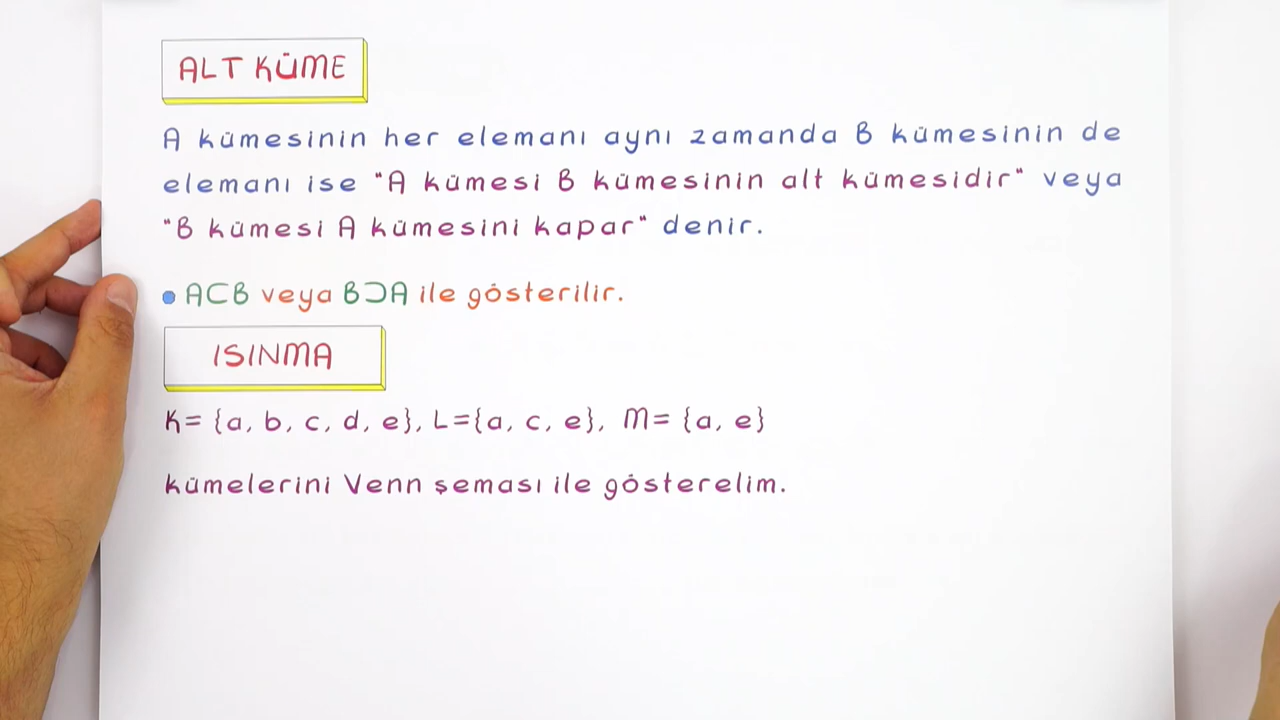 ALT KÜME
A kümesinin her elemanı aynı zamanda B kümesinin de
elemanı ise "A kümesi B kümesinin alt kümesidir" veya
"B kümesi A kümesini kapar" denir.
● A⊂B veya B⊃A ile gösterilir.
ISINMA
K= {a, b, c, d, e}, L={a, c, e}, M= {a, e}
kümelerini Venn şeması ile gösterelim.